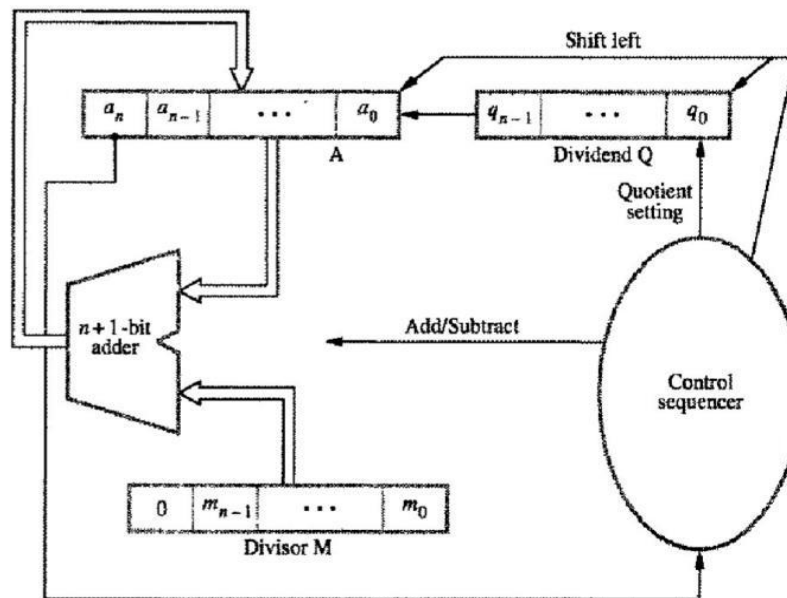 Shift left
aₙ aₙ₋₁ ··· a₀
qₙ₋₁ ··· q₀
A
Dividend Q
Quotient
setting
n + 1-bit
adder
Add/Subtract
Control
sequencer
0 mₙ₋₁ ··· m₀
Divisor M